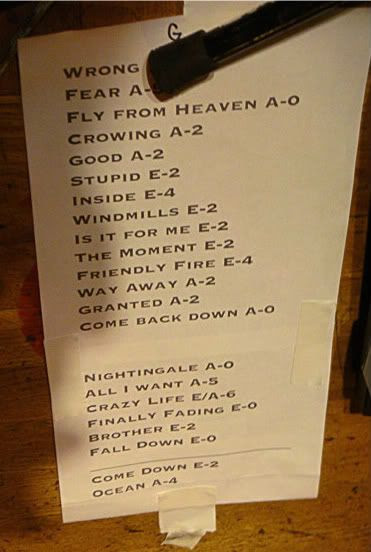 G
WRONG
FEAR A-
FLY FROM HEAVEN A-0
CROWING A-2
GOOD A-2
STUPID E-2
INSIDE E-4
WINDMILLS E-2
IS IT FOR ME E-2
THE MOMENT E-2
FRIENDLY FIRE E-4
WAY AWAY A-2
GRANTED A-2
COME BACK DOWN A-0
NIGHTINGALE A-0
ALL I WANT A-5
CRAZY LIFE E/A-6
FINALLY FADING E-0
BROTHER E-2
FALL DOWN E-0
COME DOWN E-2
OCEAN A-4